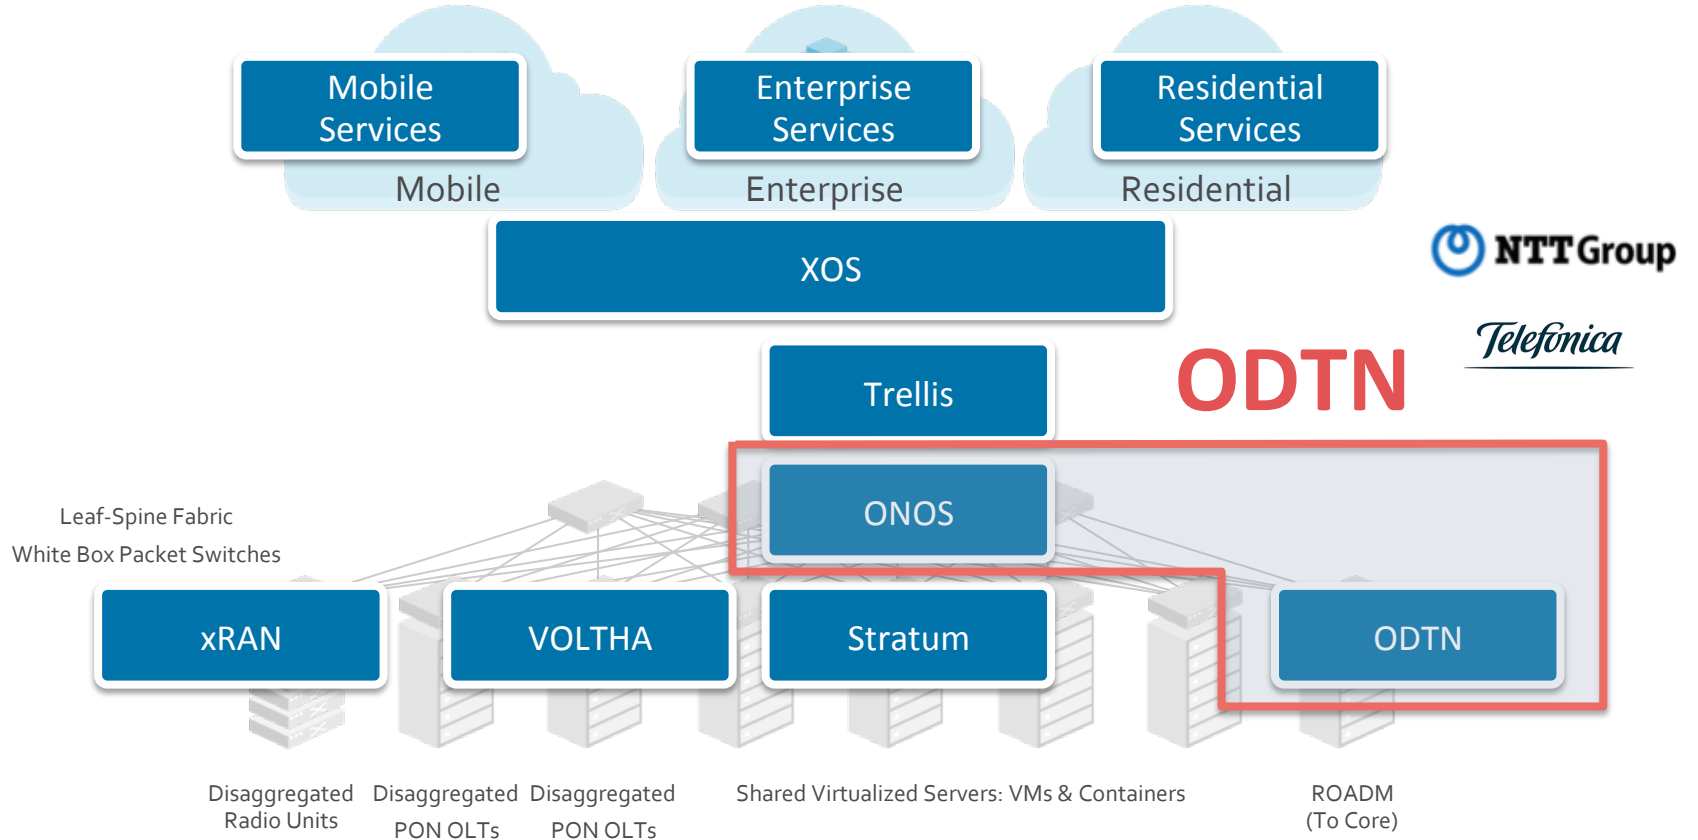 Mobile
Services
Enterprise
Services
Residential
Services
Mobile
Enterprise
Residential
XOS
NTT Group
Telefónica
ODTN
Trellis
ONOS
Leaf-Spine Fabric
White Box Packet Switches
xRAN
VOLTHA
Stratum
ODTN
Disaggregated
Radio Units
Disaggregated
PON OLTs
Disaggregated
PON OLTs
Shared Virtualized Servers: VMs & Containers
ROADM
(To Core)